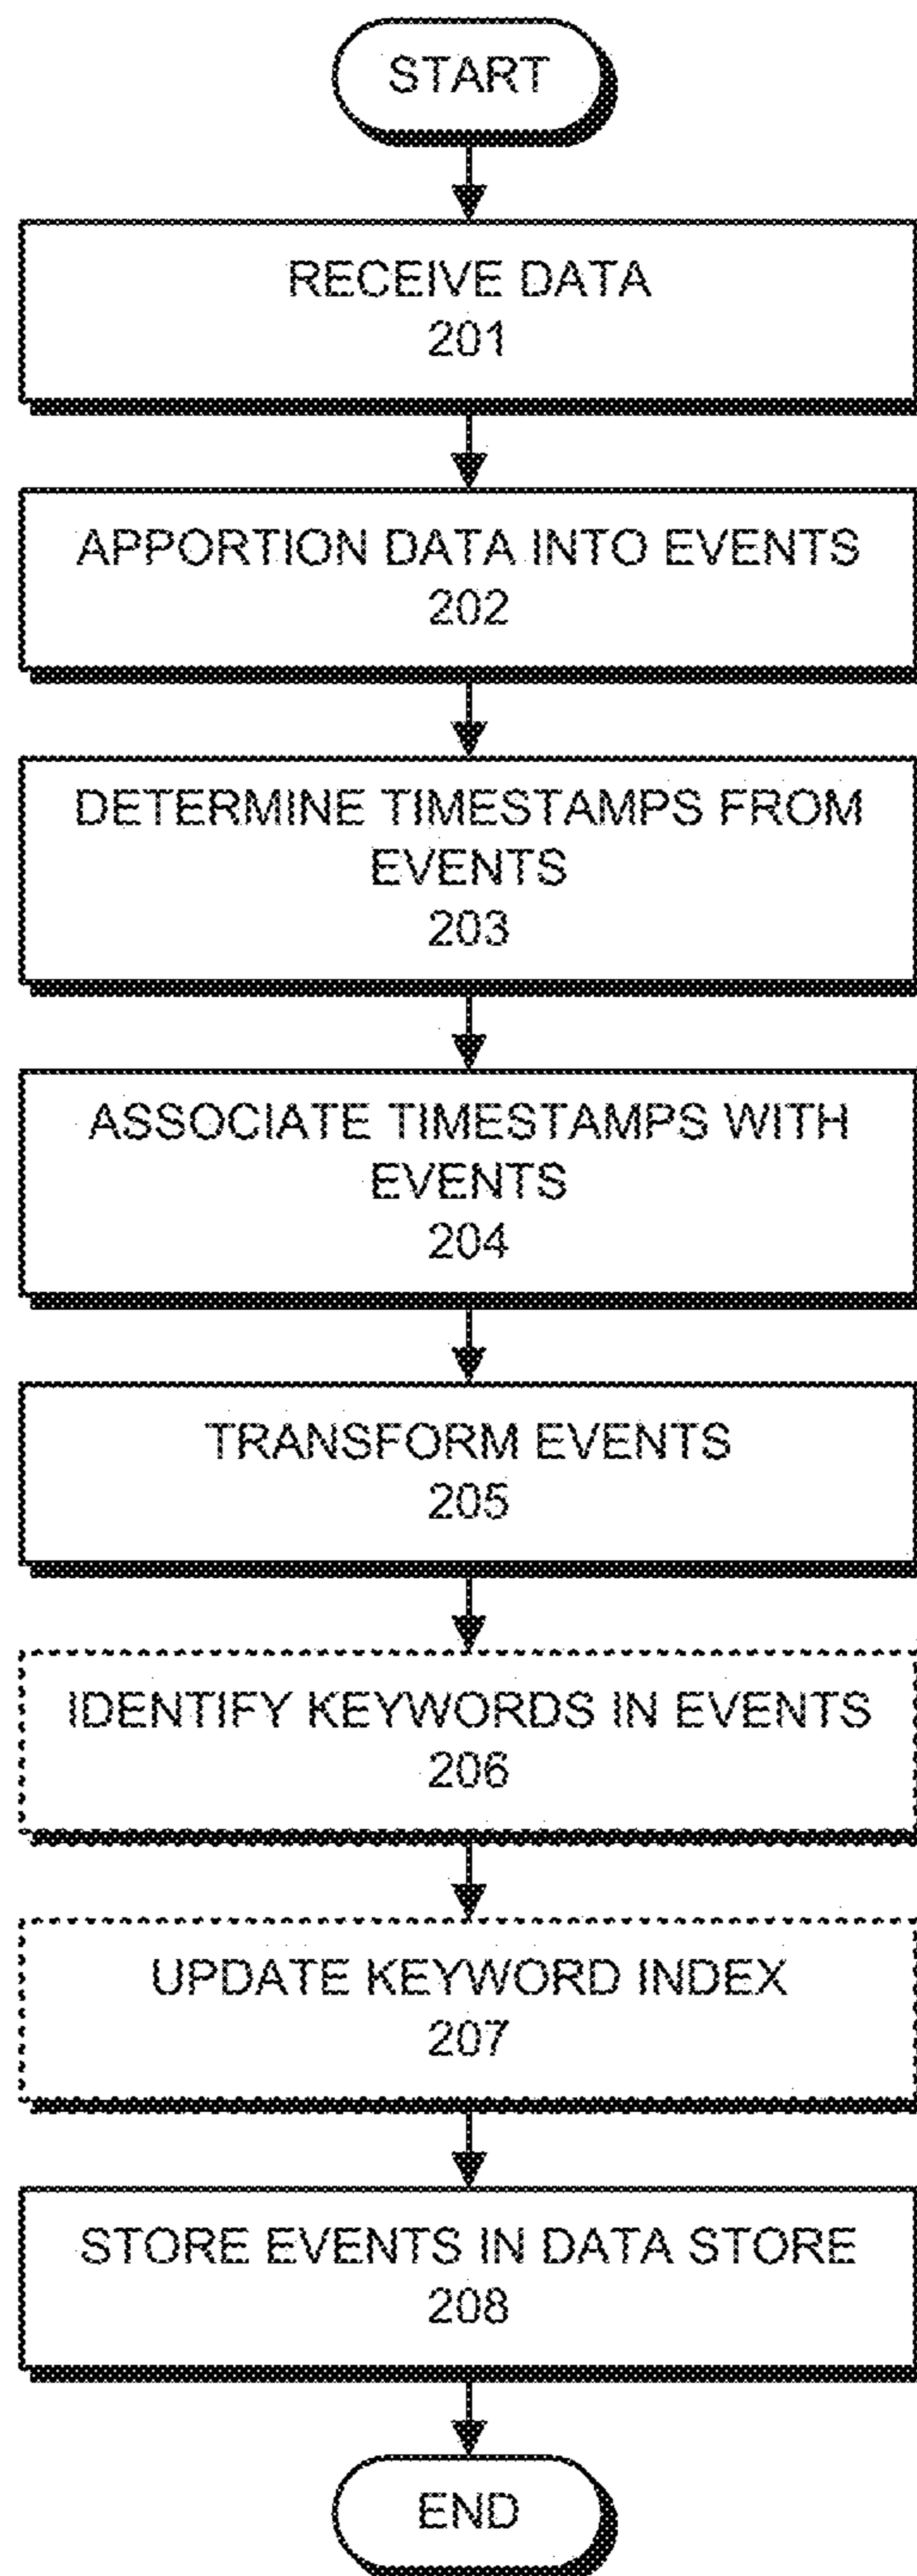 START
RECEIVE DATA
201
APPORTION DATA INTO EVENTS
202
DETERMINE TIMESTAMPS FROM
EVENTS
203
ASSOCIATE TIMESTAMPS WITH
EVENTS
204
TRANSFORM EVENTS
205
IDENTIFY KEYWORDS IN EVENTS
206
UPDATE KEYWORD INDEX
207
STORE EVENTS IN DATA STORE
208
END